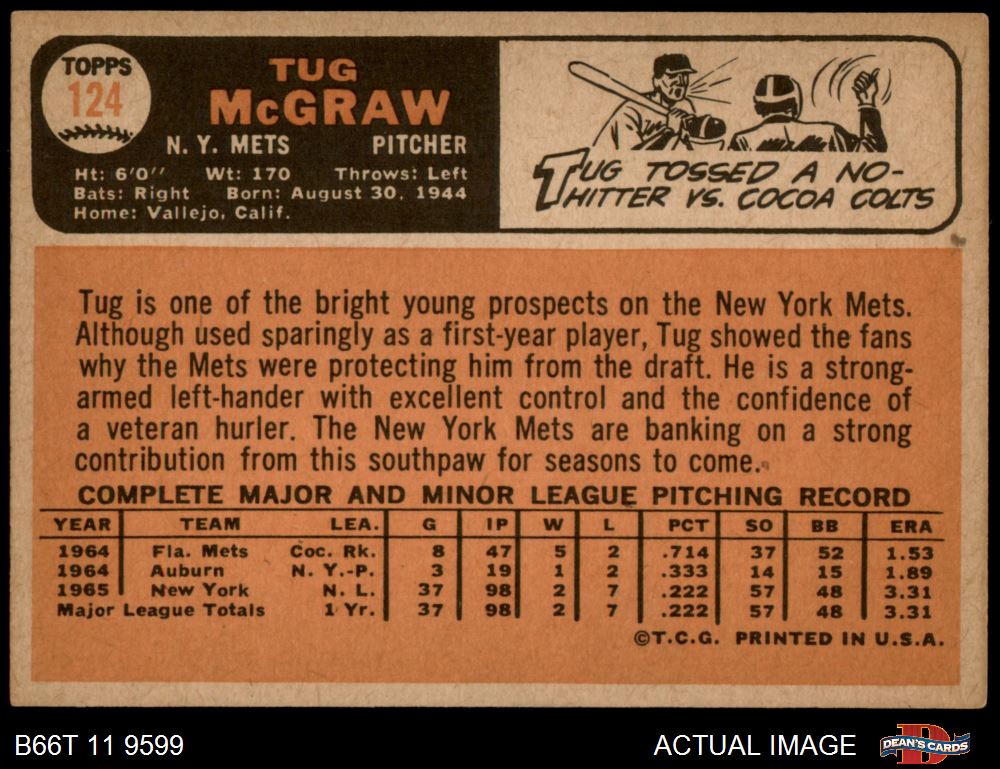 TOPPS
124
TUG
McGRAW
N. Y. METS PITCHER
Ht: 6'0" Wt: 170 Throws: Left
Bats: Right Born: August 30, 1944
Home: Vallejo, Calif.
TUG TOSSED A NO-
HITTER VS. COCOA COLTS
Tug is one of the bright young prospects on the New York Mets.
Although used sparingly as a first-year player, Tug showed the fans
why the Mets were protecting him from the draft. He is a strong-
armed left-hander with excellent control and the confidence of
a veteran hurler. The New York Mets are banking on a strong
contribution from this southpaw for seasons to come.
COMPLETE MAJOR AND MINOR LEAGUE PITCHING RECORD
YEAR TEAM LEA. G IP W L PCT SO BB ERA
1964 Fla. Mets Coc. Rk. 8 47 5 2 .714 37 52 1.53
1964 Auburn N. Y.-P. 3 19 1 2 .333 14 15 1.89
1965 New York N. L. 37 98 2 7 .222 57 48 3.31
Major League Totals 1 Yr. 37 98 2 7 .222 57 48 3.31
©T.C.G. PRINTED IN U.S.A.
B66T 11 9599 ACTUAL IMAGE DEAN'S CARDS